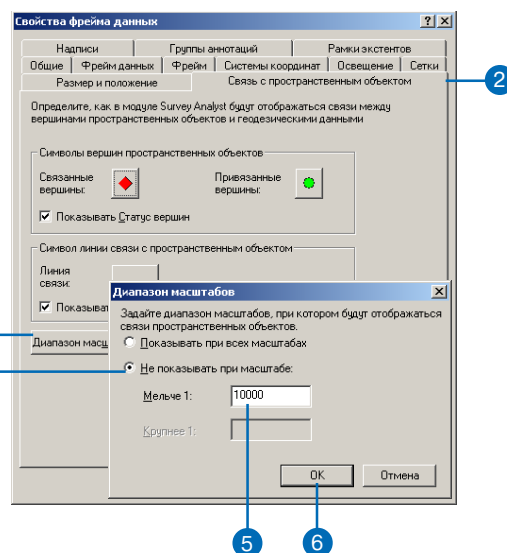 Свойства фрейма данных
Надписи Группы аннотаций Рамки экстентов
Общие Фрейм данных Фрейм Системы координат Освещение Сетки
Размер и положение Связь с пространственным объектом
2
Определите, как в модуле Survey Analyst будут отображаться связи между
вершинами пространственных объектов и геодезическими данными
Символы вершин пространственных объектов
Связанные вершины:
Привязанные вершины:
Показывать Статус вершин
Символ линии связи с пространственным объектом
Линия связи:
Показыват
Диапазон масш
Диапазон масштабов
Задайте диапазон масштабов, при котором будут отображаться
связи пространственных объектов.
Показывать при всех масштабах
Не показывать при масштабе:
Мельче 1: 10000
Крупнее 1:
OK Отмена
5 6